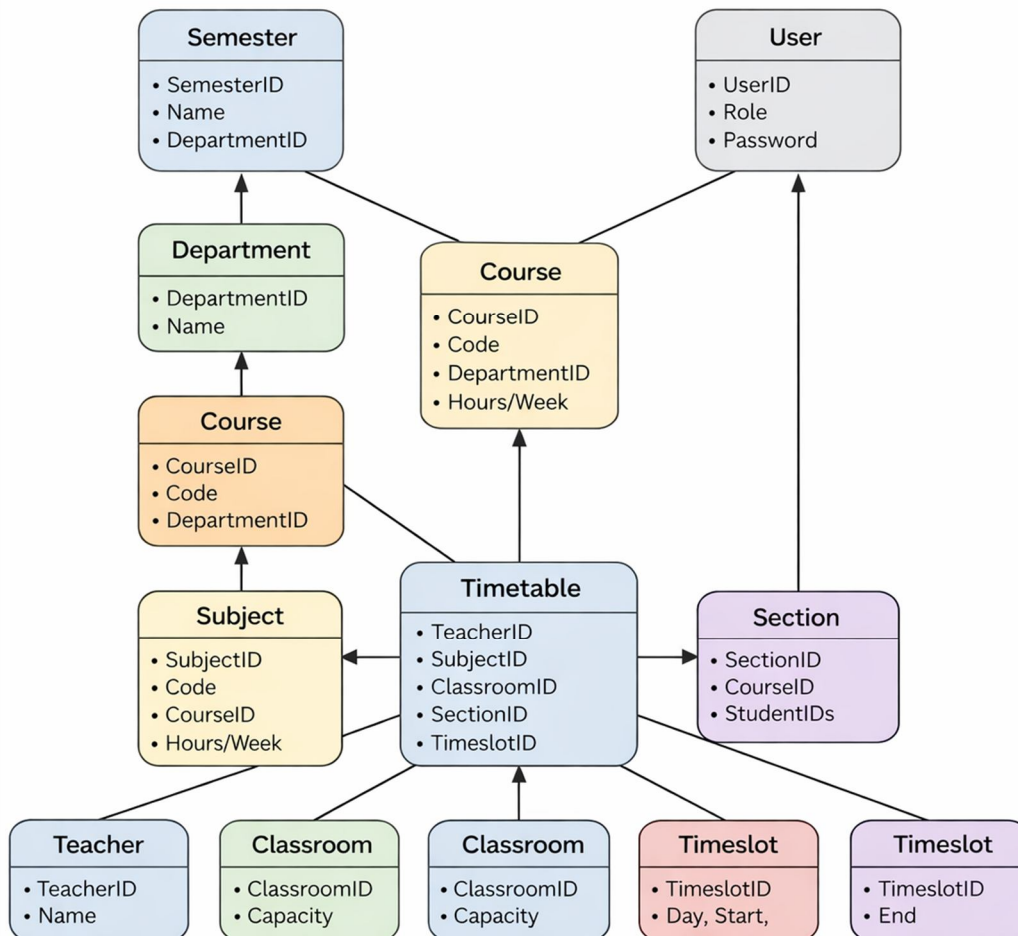 Semester
• SemesterID
• Name
• DepartmentID
User
• UserID
• Role
• Password
Department
• DepartmentID
• Name
Course
• CourseID
• Code
• DepartmentID
• Hours/Week
Course
• CourseID
• Code
• DepartmentID
Subject
• SubjectID
• Code
• CourseID
• Hours/Week
Timetable
• TeacherID
• SubjectID
• ClassroomID
• SectionID
• TimeslotID
Section
• SectionID
• CourseID
• StudentIDs
Teacher
• TeacherID
• Name
Classroom
• ClassroomID
• Capacity
Classroom
• ClassroomID
• Capacity
Timeslot
• TimeslotID
• Day, Start,
Timeslot
• TimeslotID
• End